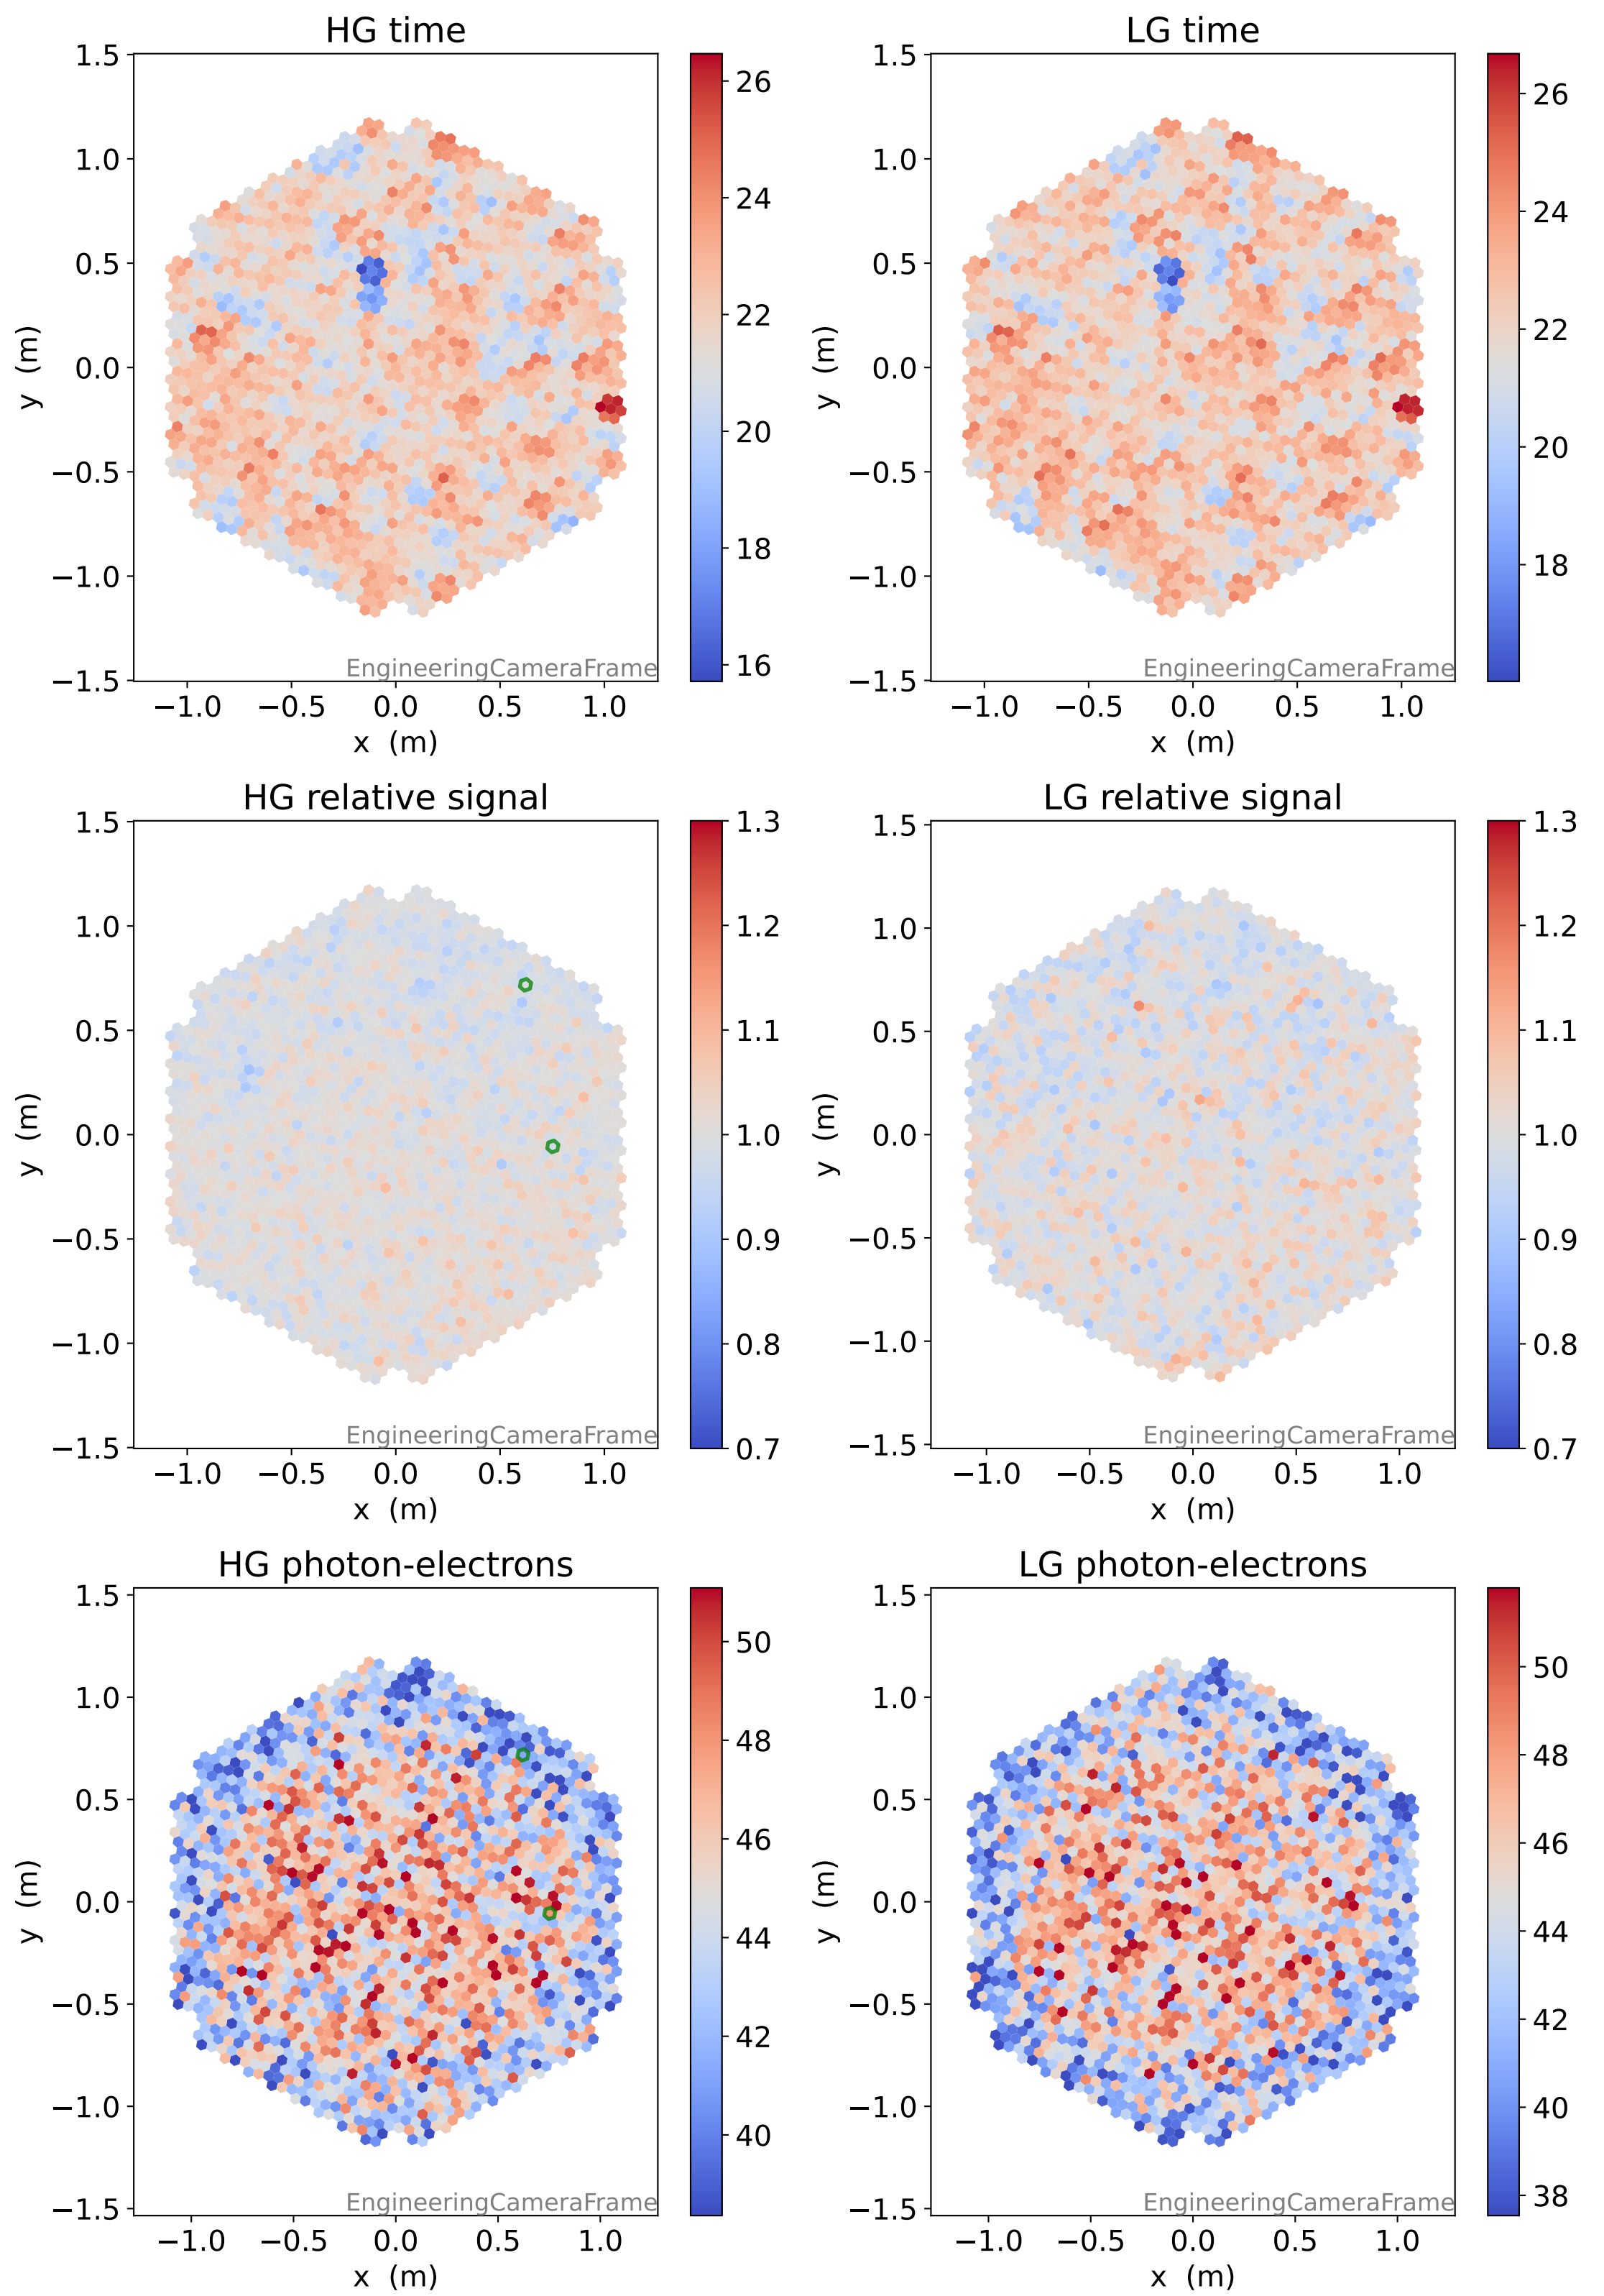 HG time
1.5
1.0
0.5
0.0
−0.5
−1.0
−1.5
y (m)
−1.0 −0.5 0.0 0.5 1.0
x (m)
EngineeringCameraFrame
26
24
22
20
18
16
LG time
1.5
1.0
0.5
0.0
−0.5
−1.0
−1.5
y (m)
−1.0 −0.5 0.0 0.5 1.0
x (m)
EngineeringCameraFrame
26
24
22
20
18
HG relative signal
1.5
1.0
0.5
0.0
−0.5
−1.0
−1.5
y (m)
−1.0 −0.5 0.0 0.5 1.0
x (m)
EngineeringCameraFrame
1.3
1.2
1.1
1.0
0.9
0.8
0.7
LG relative signal
1.5
1.0
0.5
0.0
−0.5
−1.0
−1.5
y (m)
−1.0 −0.5 0.0 0.5 1.0
x (m)
EngineeringCameraFrame
1.3
1.2
1.1
1.0
0.9
0.8
0.7
HG photon-electrons
1.5
1.0
0.5
0.0
−0.5
−1.0
−1.5
y (m)
−1.0 −0.5 0.0 0.5 1.0
x (m)
EngineeringCameraFrame
50
48
46
44
42
40
LG photon-electrons
1.5
1.0
0.5
0.0
−0.5
−1.0
−1.5
y (m)
−1.0 −0.5 0.0 0.5 1.0
x (m)
EngineeringCameraFrame
50
48
46
44
42
40
38